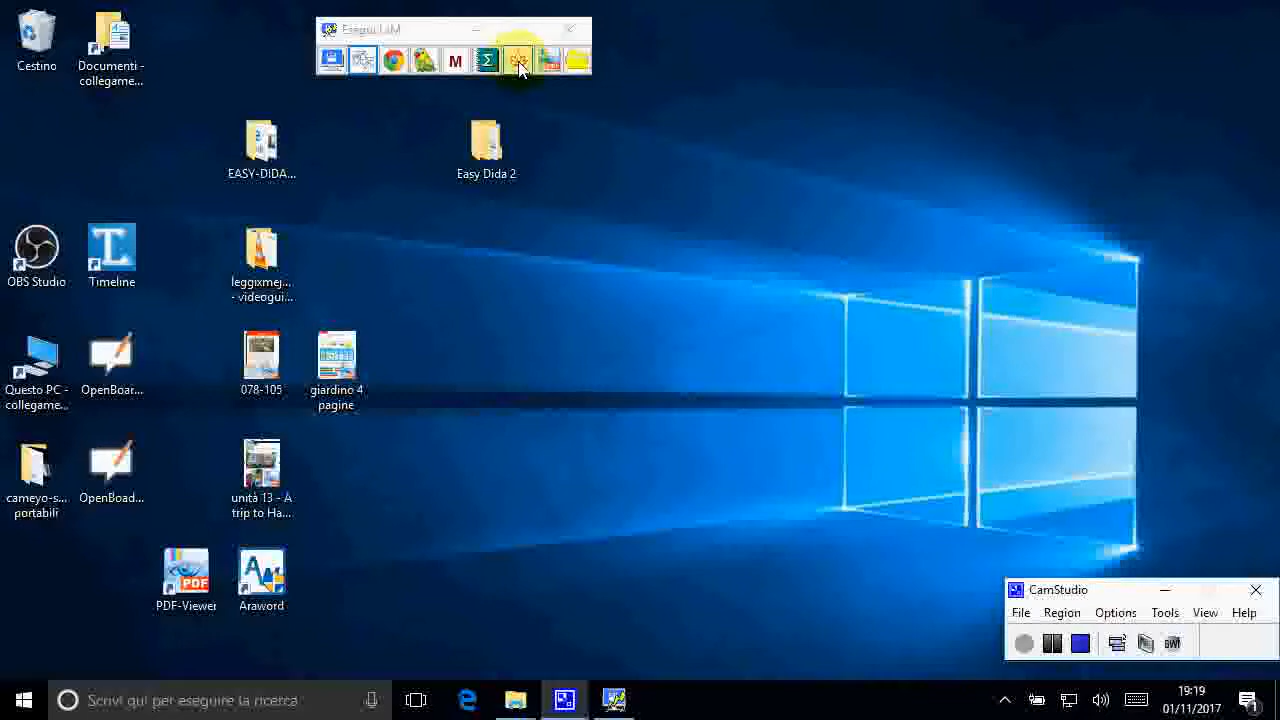 Cestino
Documenti -
collegame...
M
Σ
EASY-DIDA...
Easy Dida 2
OBS Studio
Timeline
leggixmej...
- videogui...
Questo PC -
collegame...
OpenBoar...
078-105
giardino 4
pagine
cameyo-s...
portabili
OpenBoad...
unità 13 - A
trip to Ha...
PDF
PDF-Viewer
Araword
CamStudio
File Region Options Tools View Help
Scrivi qui per eseguire la ricerca
19:19
01/11/2017
1